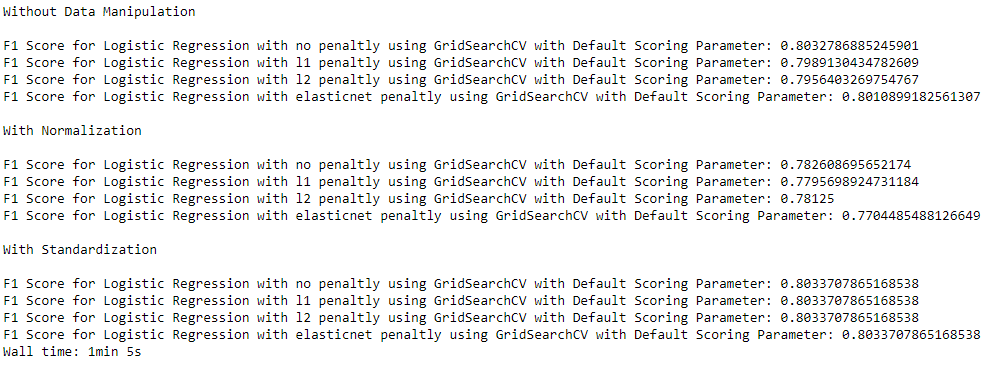 Without Data Manipulation
F1 Score for Logistic Regression with no penaltly using GridSearchCV with Default Scoring Parameter: 0.8032786885245901
F1 Score for Logistic Regression with l1 penaltly using GridSearchCV with Default Scoring Parameter: 0.7989130434782609
F1 Score for Logistic Regression with l2 penaltly using GridSearchCV with Default Scoring Parameter: 0.7956403269754767
F1 Score for Logistic Regression with elasticnet penaltly using GridSearchCV with Default Scoring Parameter: 0.8010899182561307
With Normalization
F1 Score for Logistic Regression with no penaltly using GridSearchCV with Default Scoring Parameter: 0.782608695652174
F1 Score for Logistic Regression with l1 penaltly using GridSearchCV with Default Scoring Parameter: 0.7795698924731184
F1 Score for Logistic Regression with l2 penaltly using GridSearchCV with Default Scoring Parameter: 0.78125
F1 Score for Logistic Regression with elasticnet penaltly using GridSearchCV with Default Scoring Parameter: 0.7704485488126649
With Standardization
F1 Score for Logistic Regression with no penaltly using GridSearchCV with Default Scoring Parameter: 0.8033707865168538
F1 Score for Logistic Regression with l1 penaltly using GridSearchCV with Default Scoring Parameter: 0.8033707865168538
F1 Score for Logistic Regression with l2 penaltly using GridSearchCV with Default Scoring Parameter: 0.8033707865168538
F1 Score for Logistic Regression with elasticnet penaltly using GridSearchCV with Default Scoring Parameter: 0.8033707865168538
Wall time: 1min 5s